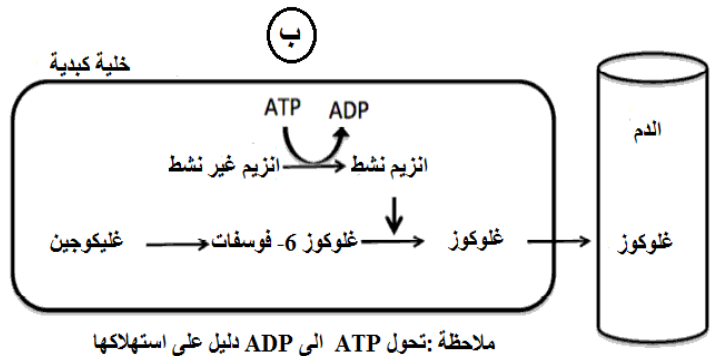 ب
خلية كبدية
ATP ADP
الدم
انزيم غير نشط انزيم نشط
غليكوجين غلوكوز 6- فوسفات غلوكوز غلوكوز
ملاحظة :تحول ATP الى ADP دليل على استهلاكها